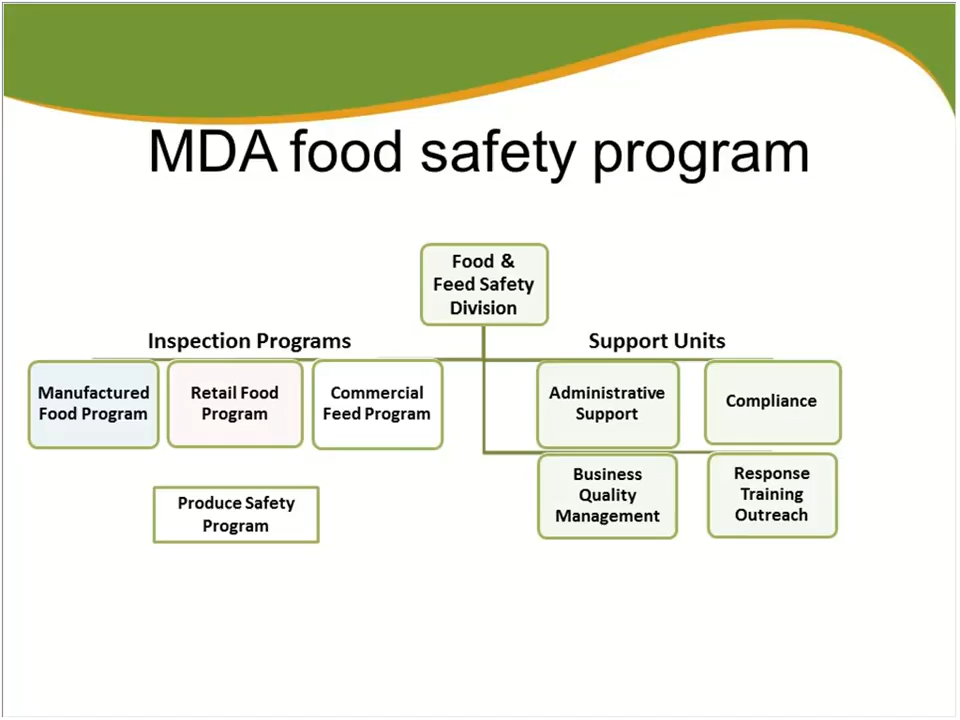 MDA food safety program
Food &
Feed Safety
Division
Inspection Programs
Support Units
Manufactured
Food Program
Retail Food
Program
Commercial
Feed Program
Administrative
Support
Compliance
Business
Quality
Management
Response
Training
Outreach
Produce Safety
Program